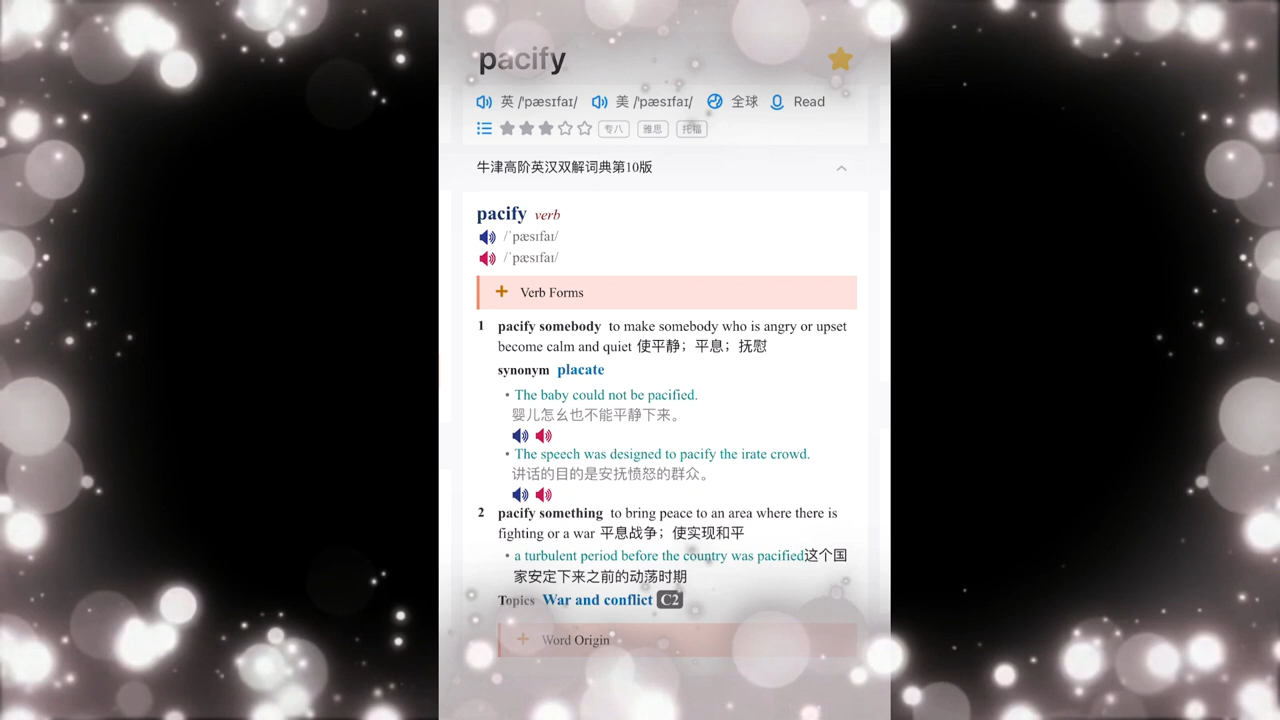 pacify
英 /ˈpæsɪfaɪ/ 美 /ˈpæsɪfaɪ/ 全球 Read
专八 雅思 托福
牛津高阶英汉双解词典第10版
pacify verb
/ˈpæsɪfaɪ/
/ˈpæsɪfaɪ/
+ Verb Forms
1 pacify somebody to make somebody who is angry or upset
become calm and quiet 使平静；平息；抚慰
synonym placate
• The baby could not be pacified.
婴儿怎么也不能平静下来。
• The speech was designed to pacify the irate crowd.
讲话的目的是安抚愤怒的群众。
2 pacify something to bring peace to an area where there is
fighting or a war 平息战争；使实现和平
• a turbulent period before the country was pacified这个国
家安定下来之前的动荡时期
Topics War and conflict C2
+ Word Origin